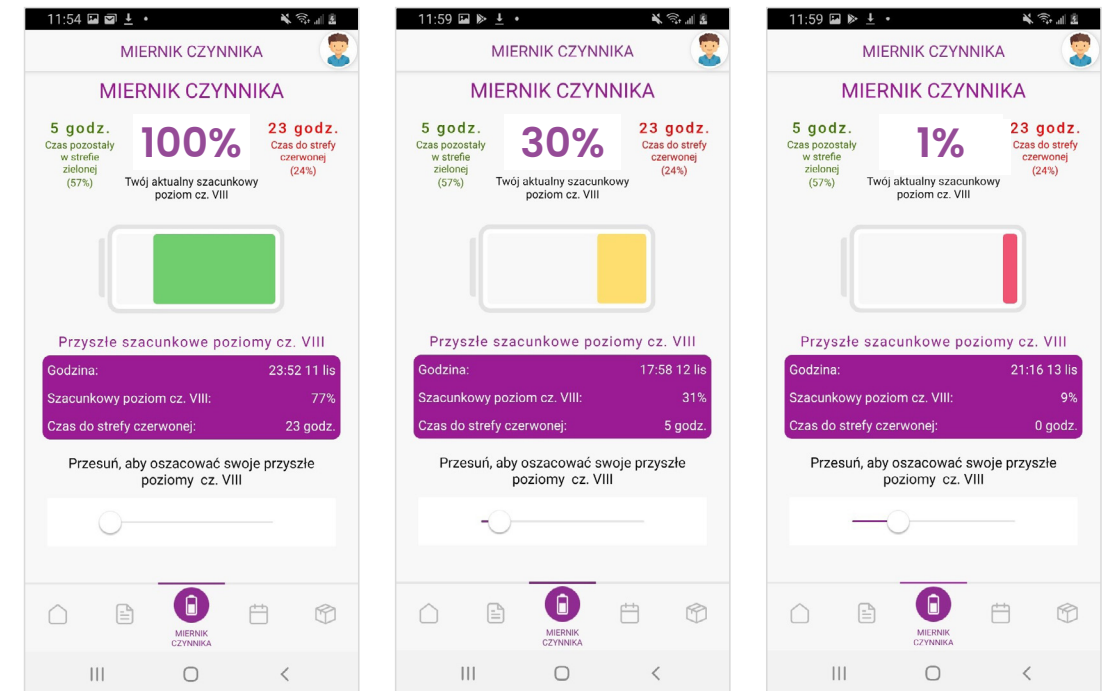 11:54
MIERNIK CZYNNIKA
MIERNIK CZYNNIKA
5 godz.
Czas pozostały
w strefie
zielonej
(57%)
100%
Twój aktualny szacunkowy
poziom cz. VIII
23 godz.
Czas do strefy
czerwonej
(24%)
Przyszłe szacunkowe poziomy cz. VIII
Godzina: 23:52 11 lis
Szacunkowy poziom cz. VIII: 77%
Czas do strefy czerwonej: 23 godz.
Przesuń, aby oszacować swoje przyszłe
poziomy cz. VIII
MIERNIK
CZYNNIKA
11:59
MIERNIK CZYNNIKA
MIERNIK CZYNNIKA
5 godz.
Czas pozostały
w strefie
zielonej
(57%)
30%
Twój aktualny szacunkowy
poziom cz. VIII
23 godz.
Czas do strefy
czerwonej
(24%)
Przyszłe szacunkowe poziomy cz. VIII
Godzina: 17:58 12 lis
Szacunkowy poziom cz. VIII: 31%
Czas do strefy czerwonej: 5 godz.
Przesuń, aby oszacować swoje przyszłe
poziomy cz. VIII
MIERNIK
CZYNNIKA
11:59
MIERNIK CZYNNIKA
MIERNIK CZYNNIKA
5 godz.
Czas pozostały
w strefie
zielonej
(57%)
1%
Twój aktualny szacunkowy
poziom cz. VIII
23 godz.
Czas do strefy
czerwonej
(24%)
Przyszłe szacunkowe poziomy cz. VIII
Godzina: 21:16 13 lis
Szacunkowy poziom cz. VIII: 9%
Czas do strefy czerwonej: 0 godz.
Przesuń, aby oszacować swoje przyszłe
poziomy cz. VIII
MIERNIK
CZYNNIKA